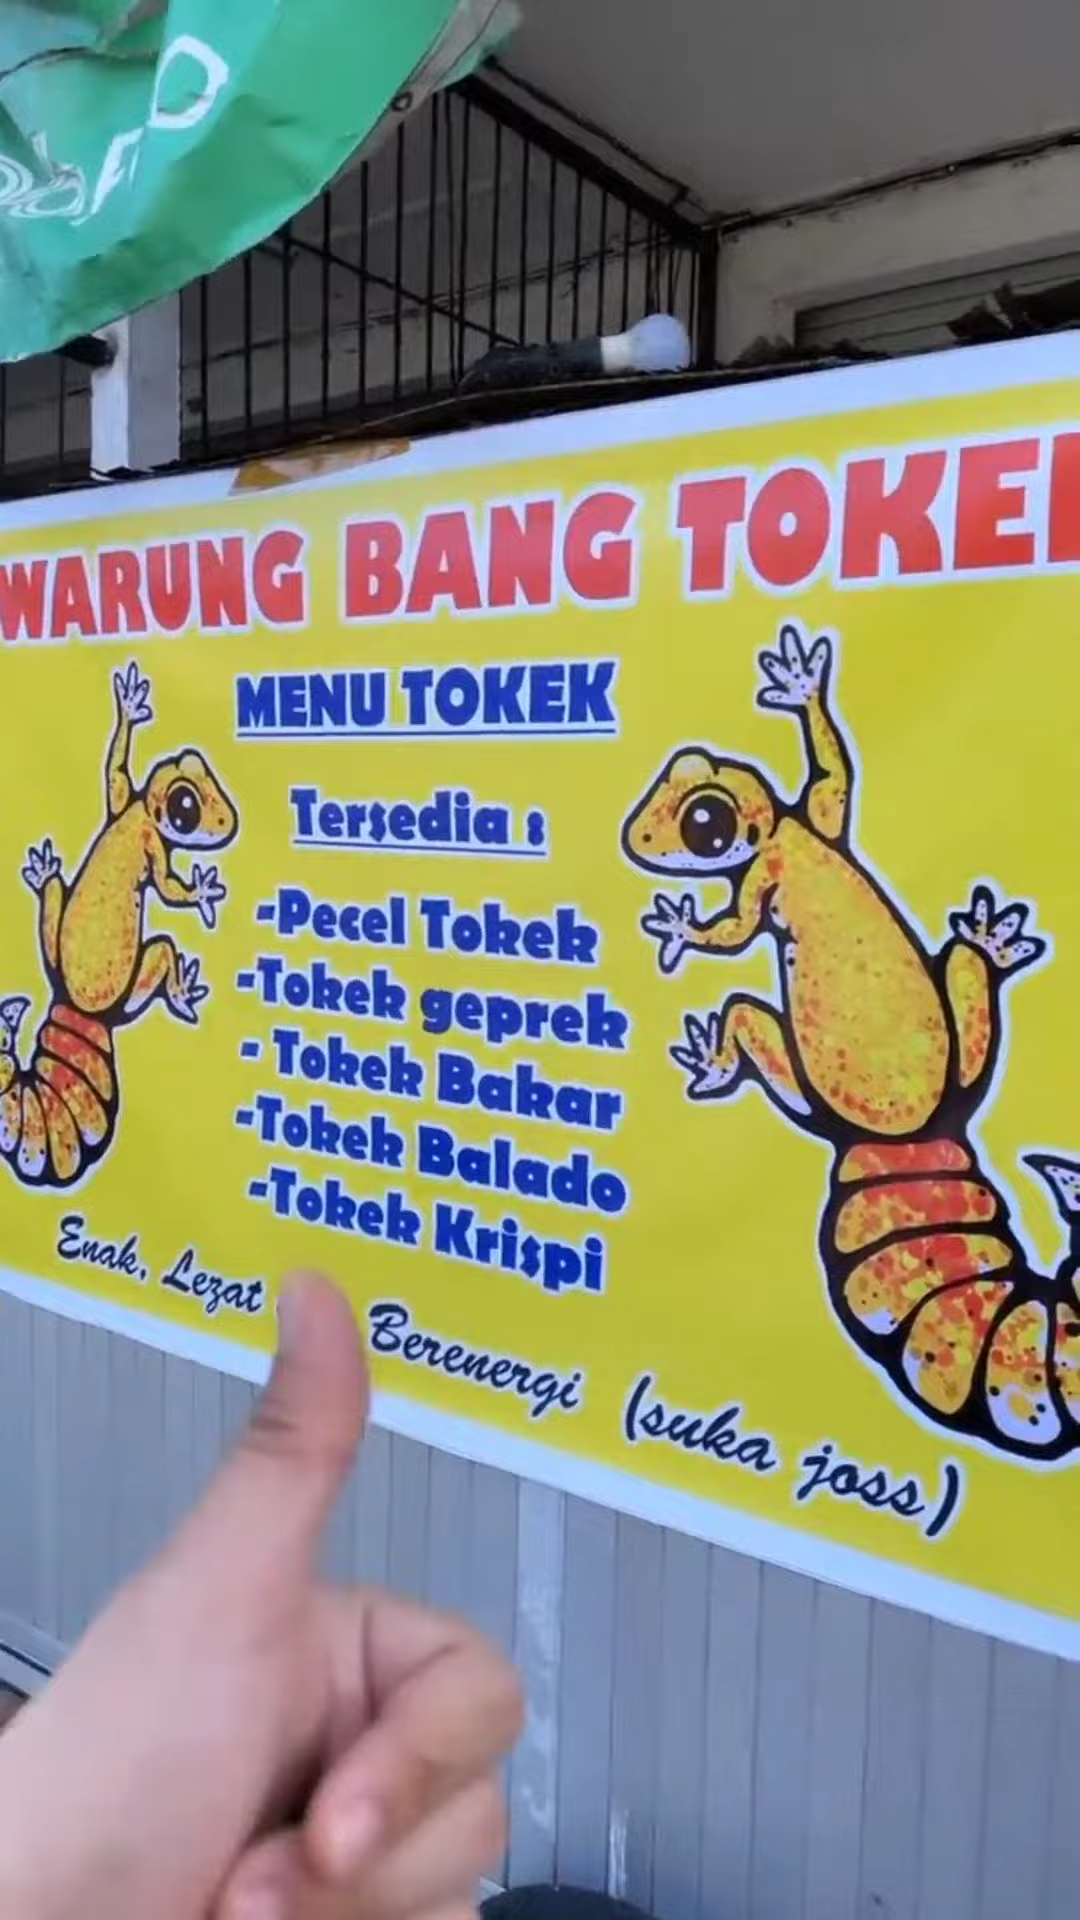 WARUNG BANG TOKEK
MENU TOKEK
Tersedia :
-Pecel Tokek
-Tokek geprek
- Tokek Bakar
-Tokek Balado
-Tokek Krispi
Enak, Lezat Berenergi (suka joss)